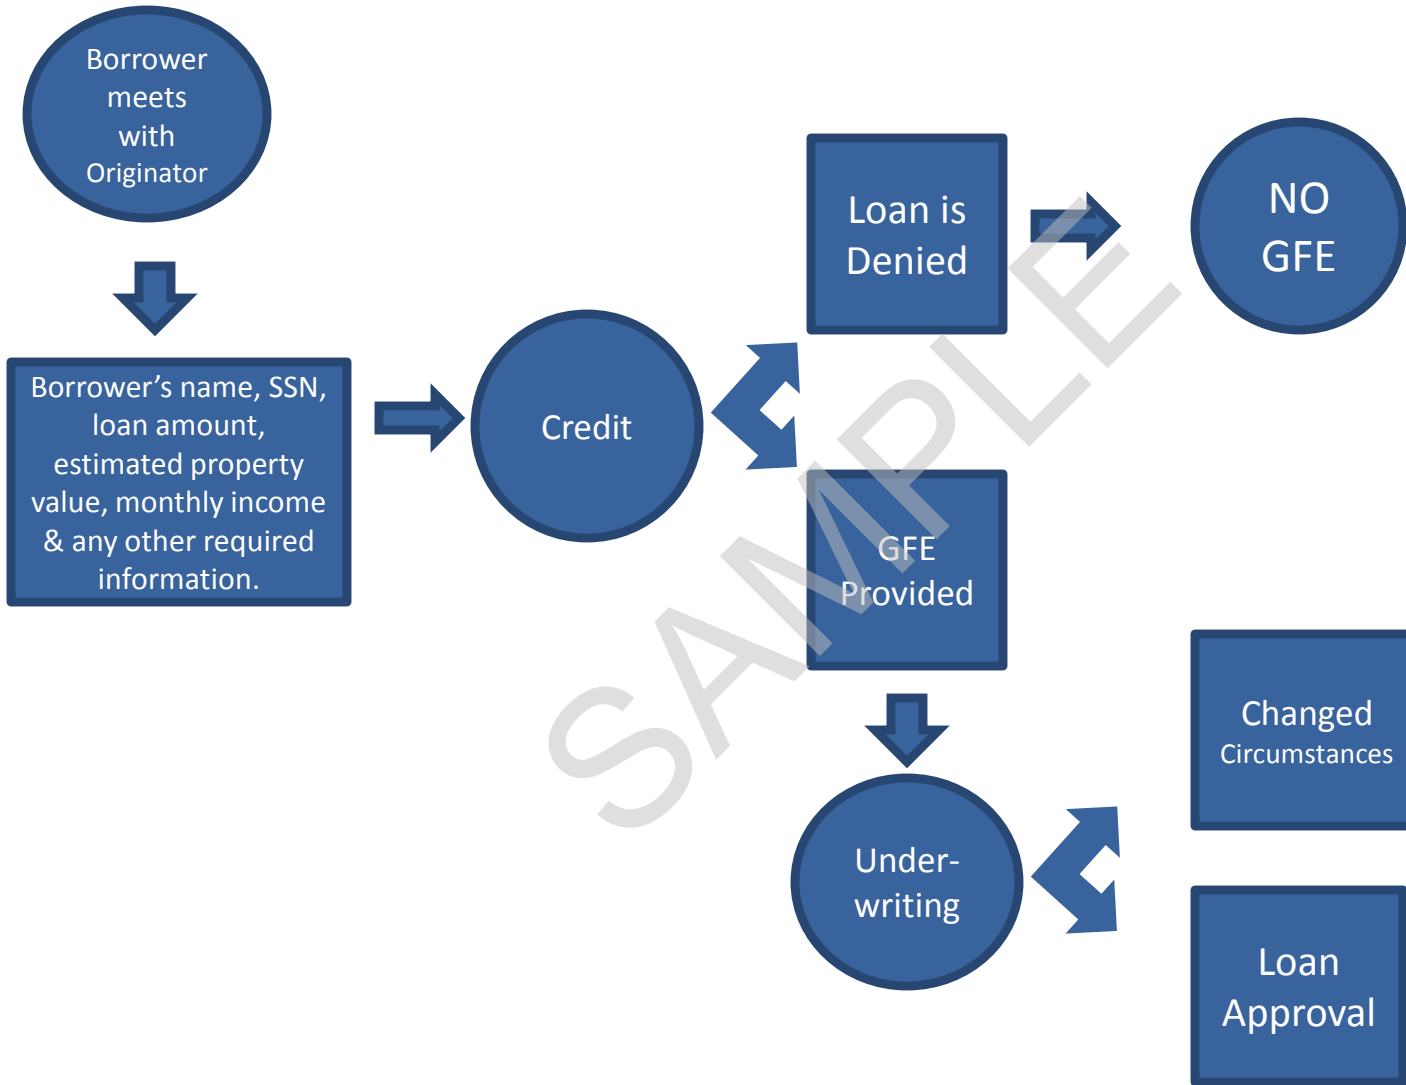 Borrower
meets
with
Originator
Borrower’s name, SSN,
loan amount,
estimated property
value, monthly income
& any other required
information.
Credit
Loan is
Denied
NO
GFE
GFE
Provided
Under-
writing
Changed
Circumstances
Loan
Approval
SAMPLE